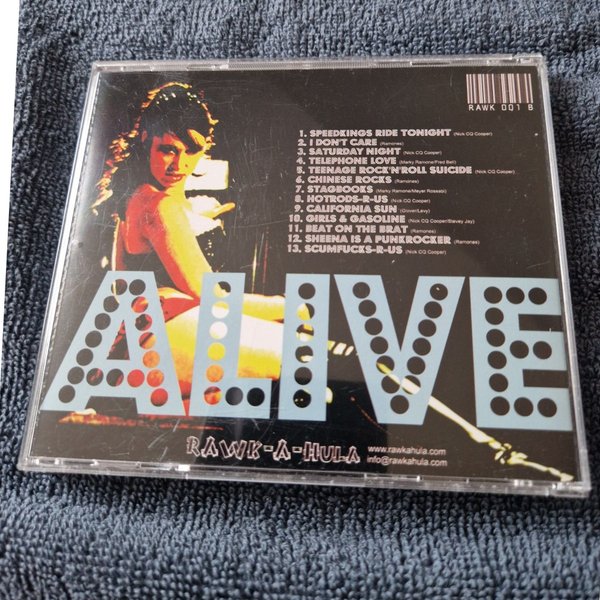 RAWK 001 8
1. SPEEDKINGS RIDE TONIGHT (Nick CQ Cooper)
2. I DON'T CARE (Ramones)
3. SATURDAY NIGHT (Nick CQ Cooper)
4. TELEPHONE LOVE (Marky Ramone/Fred Bell)
5. TEENAGE ROCK'N'ROLL SUICIDE (Nick CQ Cooper)
6. CHINESE ROCKS (Ramones)
7. STAGBOOKS (Marky Ramone/Meyer Rossabi)
8. HOTRODS-R-US (Nick CQ Cooper)
9. CALIFORNIA SUN (Glover/Levy)
10. GIRLS & GASOLINE (Nick CQ Cooper/Stavey Jay)
11. BEAT ON THE BRAT (Ramones)
12. SHEENA IS A PUNKROCKER (Ramones)
13. SCUMFUCKS-R-US (Nick CQ Cooper)
ALIVE
RAWK-A-HULA
www.rawkahula.com
info@rawkahula.com